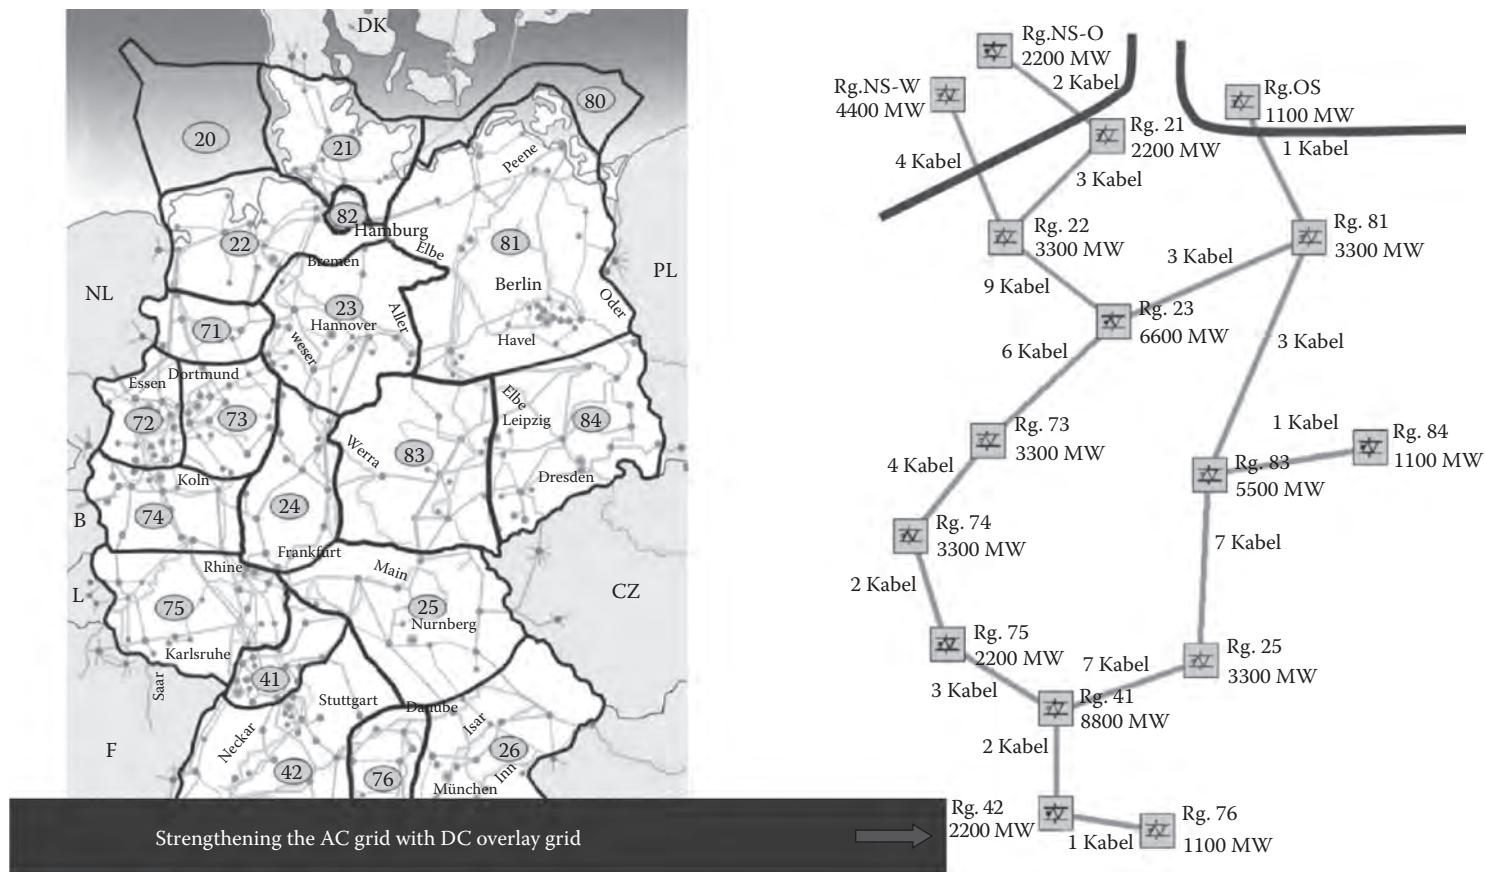 DK
80
20
21
Peene
82
Hamburg
22
Elbe
81
Bremen
PL
NL
Berlin
23
Aller
Oder
Hannover
71
Weser
Havel
Dortmund
Essen
Elbe
72
73
Leipzig
84
Werra
83
Koln
Dresden
24
B
74
Frankfurt
Rhine
Main
CZ
L
75
25
Nurnberg
Karlsruhe
41
Saar
Stuttgart
Danube
Isar
Neckar
F
26
42
76
Inn
München
Strengthening the AC grid with DC overlay grid
Rg.NS-O
2200 MW
2 Kabel
Rg.NS-W
4400 MW
Rg.OS
1100 MW
Rg. 21
2200 MW
1 Kabel
4 Kabel
3 Kabel
Rg. 22
3300 MW
Rg. 81
3300 MW
3 Kabel
9 Kabel
Rg. 23
6600 MW
6 Kabel
3 Kabel
Rg. 73
3300 MW
1 Kabel
Rg. 84
1100 MW
4 Kabel
Rg. 83
5500 MW
Rg. 74
3300 MW
7 Kabel
2 Kabel
Rg. 75
2200 MW
Rg. 25
3300 MW
7 Kabel
3 Kabel
Rg. 41
8800 MW
2 Kabel
Rg. 42
2200 MW
Rg. 76
1100 MW
1 Kabel